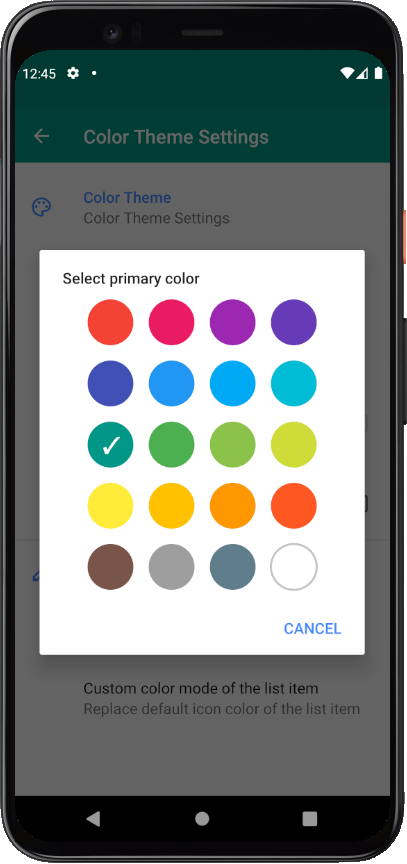 12:45
Color Theme Settings
Color Theme
Color Theme Settings
Select primary color
CANCEL
Custom color mode of the list item
Replace default icon color of the list item